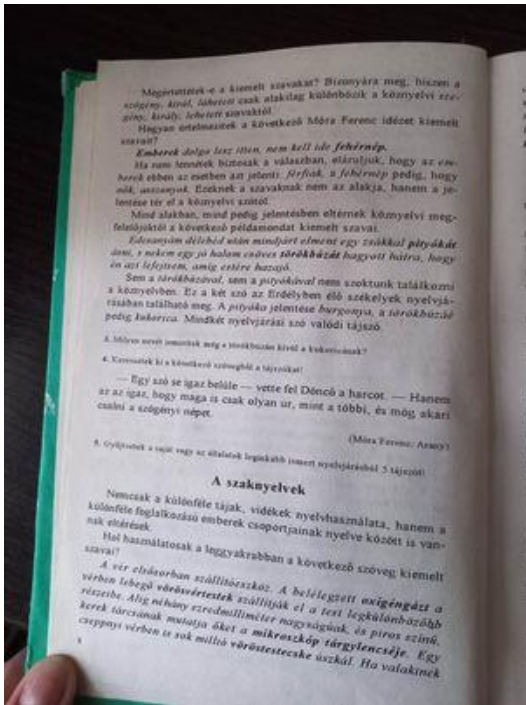 Megértettétek-e a kiemelt szavakat? Bizonyára meg, hiszen a
szögény, királ, löhetett csak alakilag különbözik a köznyelvi sze-
gény, király, lehetett szavaktól.
Hogyan értelmezitek a következő Móra Ferenc idézet kiemelt
szavait?
Emberek dolga lesz itten, nem kell ide fehérnép.
Ha nem lennétek biztosak a válaszban, eláruljuk, hogy az em-
berek ebben az esetben azt jelenti: férfiak, a fehérnép pedig, hogy
nők, asszonyok. Ezeknek a szavaknak nem az alakja, hanem a je-
lentése tér el a köznyelvi szótól.
Mind alakban, mind pedig jelentésben eltérnek köznyelvi meg-
felelőjüktől a következő példamondat kiemelt szavai.
Édesanyám délebéd után mindjárt elment egy zsákkal pityókát
ásni, s nekem egy jó halom csöves törökbúzát hagyott hátra, hogy
én azt lefejtsem, amíg estére hazajő.
Sem a törökbúzával, sem a pityókával nem szoktunk találkozni
a köznyelvben. Ez a két szó az Erdélyben élő székelyek nyelvjá-
rásában található meg. A pityóka jelentése burgonya, a törökbúzáé
pedig kukorica. Mindkét nyelvjárási szó valódi tájszó.
3. Milyen nevét ismeritek még a törökbúzán kívül a kukoricának?
4. Keressétek ki a következő szövegből a tájszókat!
— Egy szó se igaz belüle — vette fel Döncő a harcot. — Hanem
az az igaz, hogy maga is csak olyan úr, mint a többi, és mög akari
csalni a szögényi népet.
(Móra Ferenc: Arany)
5. Gyűjtsetek a saját vagy az általatok leginkább ismert nyelvjárásból 5 tájszót!
A szaknyelvek
Nemcsak a különféle tájak, vidékek nyelvhasználata, hanem a
különféle foglalkozású emberek csoportjainak nyelve között is van-
nak eltérések.
Hol használatosak a leggyakrabban a következő szöveg kiemelt
szavai?
A vér elsősorban szállítóeszköz. A belélegzett oxigéngázt a
vérben lebegő vörösvértestek szállítják el a test legkülönbözőbb
részeibe. Alig néhány ezredmilliméter nagyságúak, és piros színű,
kerek tárcsának mutatja őket a mikroszkóp tárgylencséje. Egy
cseppnyi vérben is sok millió vöröstestecske úszkál. Ha valakinek
8